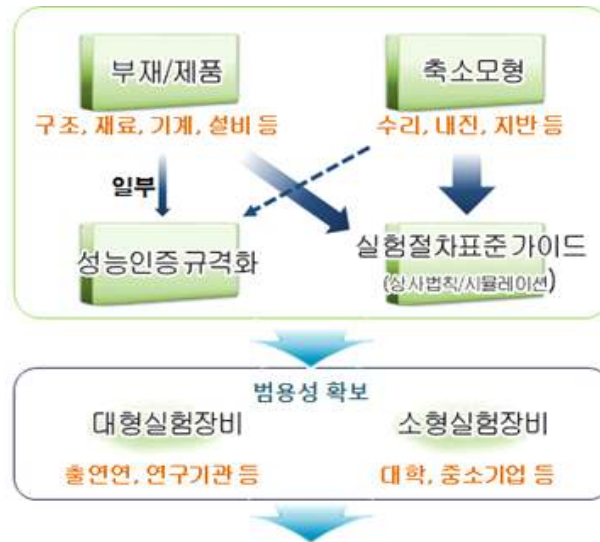 부재/제품
축소모형
구조, 재료, 기계, 설비 등
수리, 내진, 지반 등
일부
성능인증규격화
실험절차표준가이드
(상사법칙/시뮬레이션)
범용성 확보
대형실험장비
소형실험장비
출연연, 연구기관 등
대학, 중소기업 등